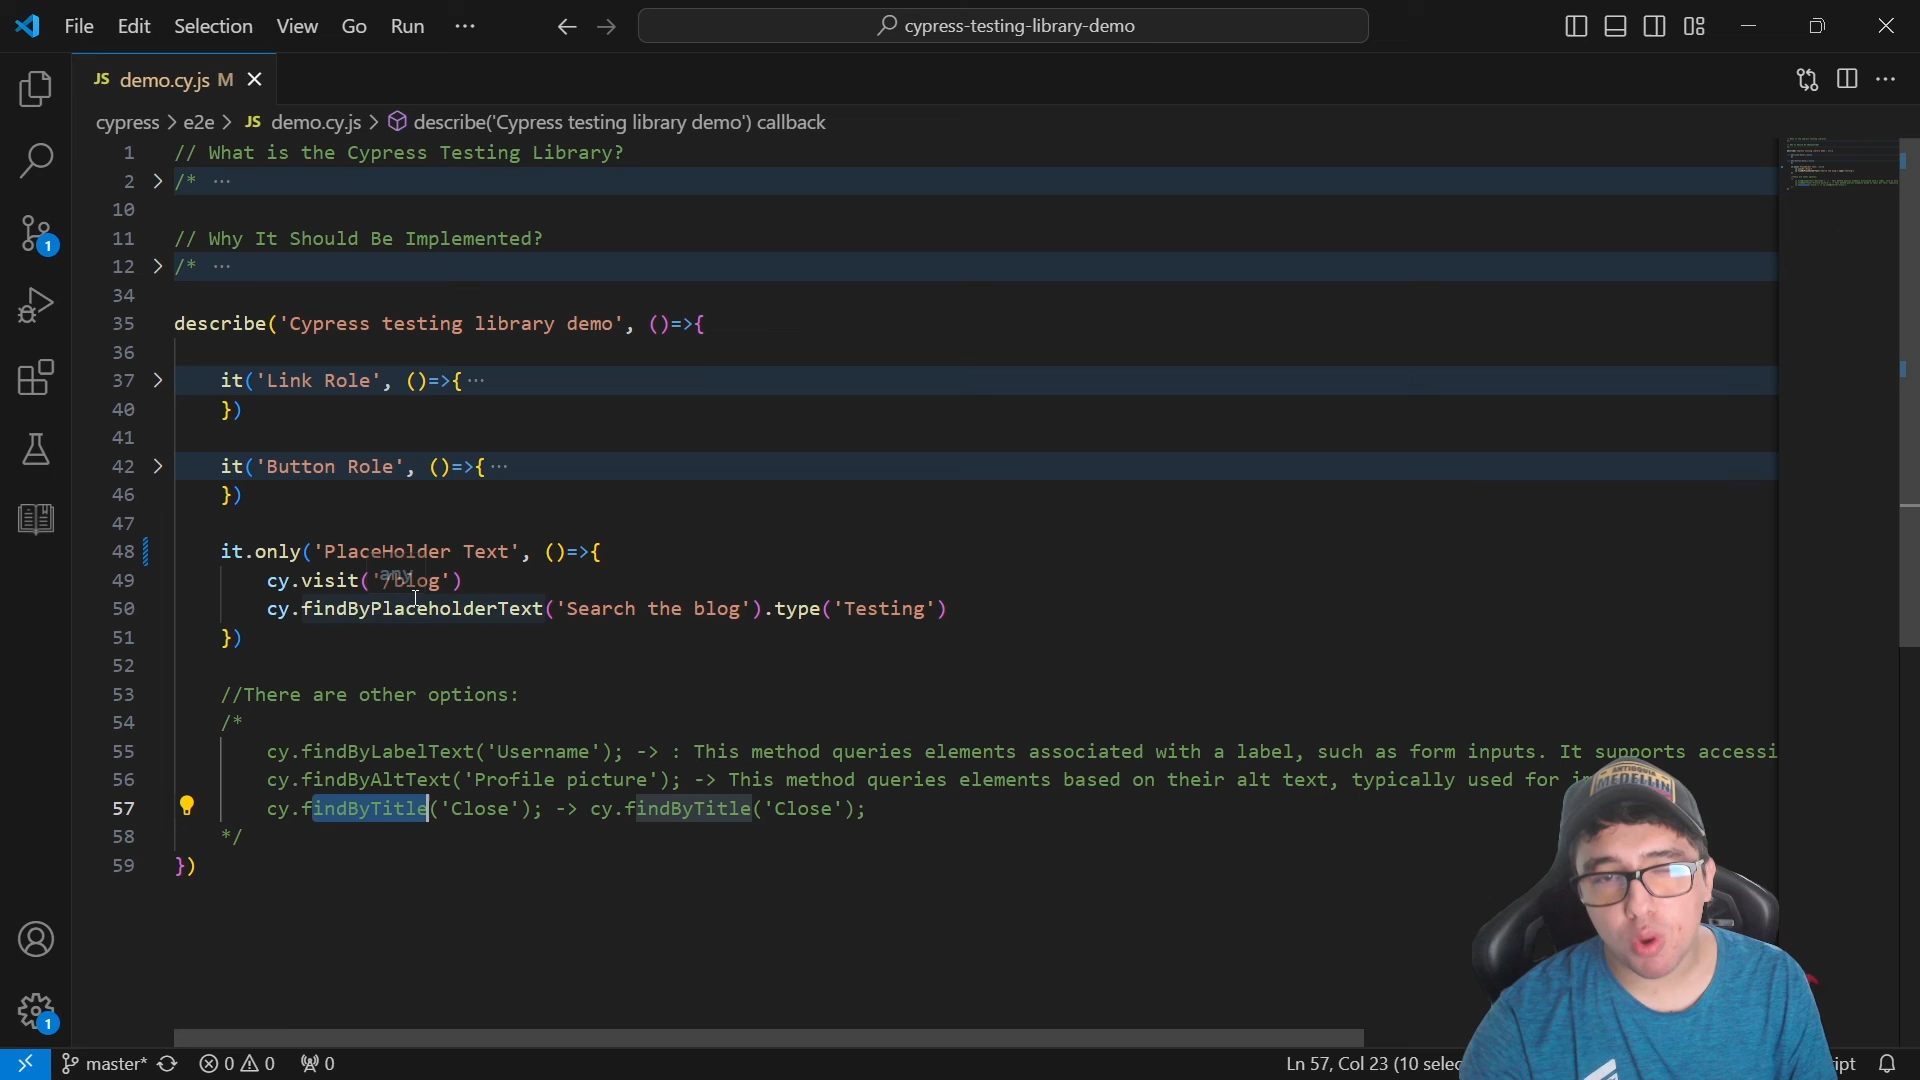 File Edit Selection View Go Run ···
cypress-testing-library-demo
JS demo.cy.js M
cypress > e2e > JS demo.cy.js > describe('Cypress testing library demo') callback
1 // What is the Cypress Testing Library?
2 > /* ···
10
11 // Why It Should Be Implemented?
12 > /* ···
34
35 describe('Cypress testing library demo', ()=>{
36
37 > it('Link Role', ()=>{ ···
40 })
41
42 > it('Button Role', ()=>{ ···
46 })
47
48 it.only('PlaceHolder Text', ()=>{
any
49 cy.visit('/blog')
50 cy.findByPlaceholderText('Search the blog').type('Testing')
51 })
52
53 //There are other options:
54 /*
55 cy.findByLabelText('Username'); -> : This method queries elements associated with a label, such as form inputs. It supports accessi
56 cy.findByAltText('Profile picture'); -> This method queries elements based on their alt text, typically used for
57 cy.findByTitle('Close'); -> cy.findByTitle('Close');
58 */
59 })
1
1
ANTIOQUIA
MEDELLIN
master* 0 0 0 Ln 57, Col 23 (10 selec
ipt